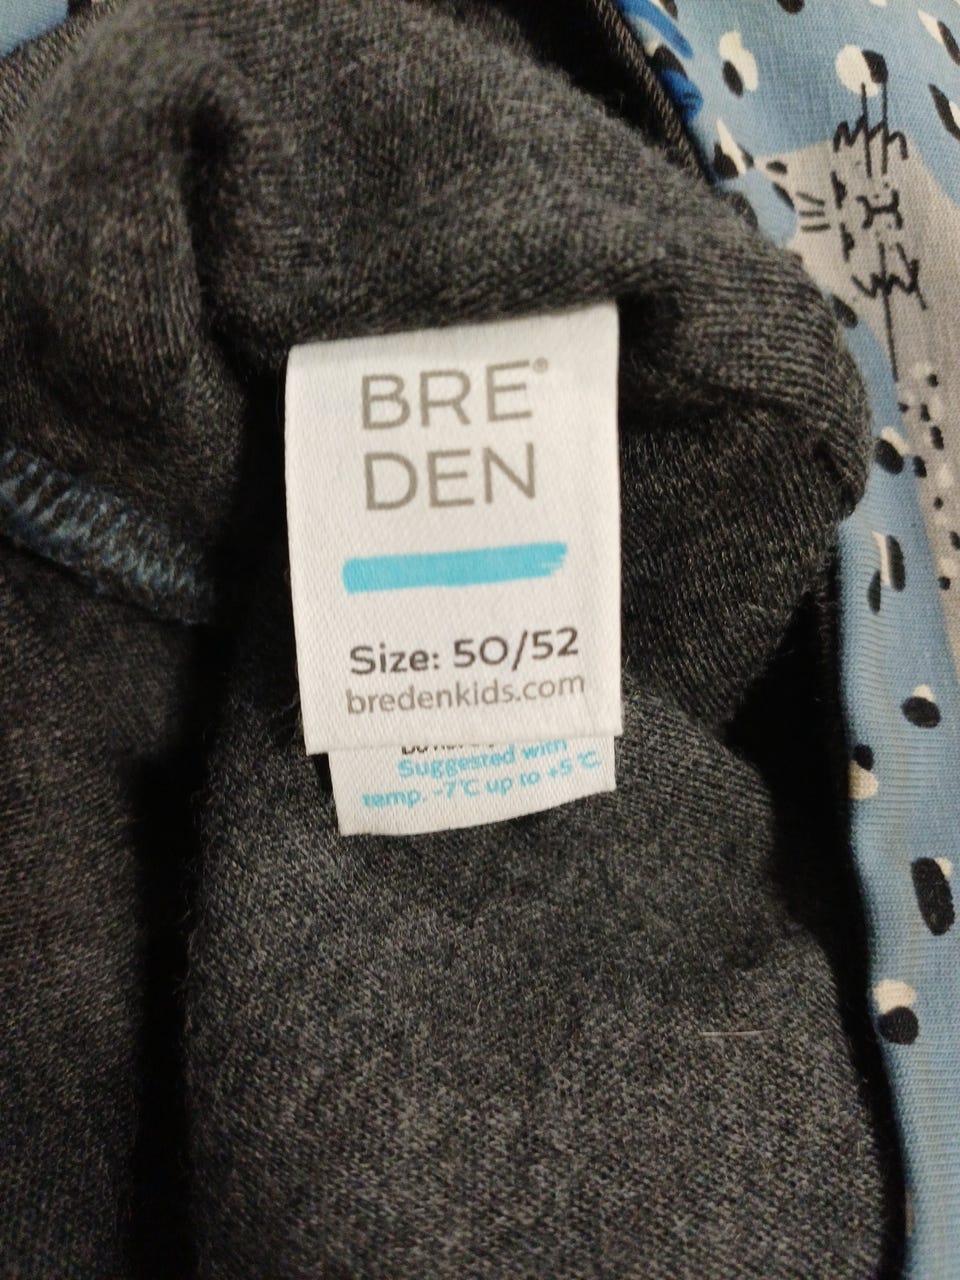 BRE®
DEN
Size: 50/52
bredenkids.com
Suggested with
temp. -7°C up to +5°C